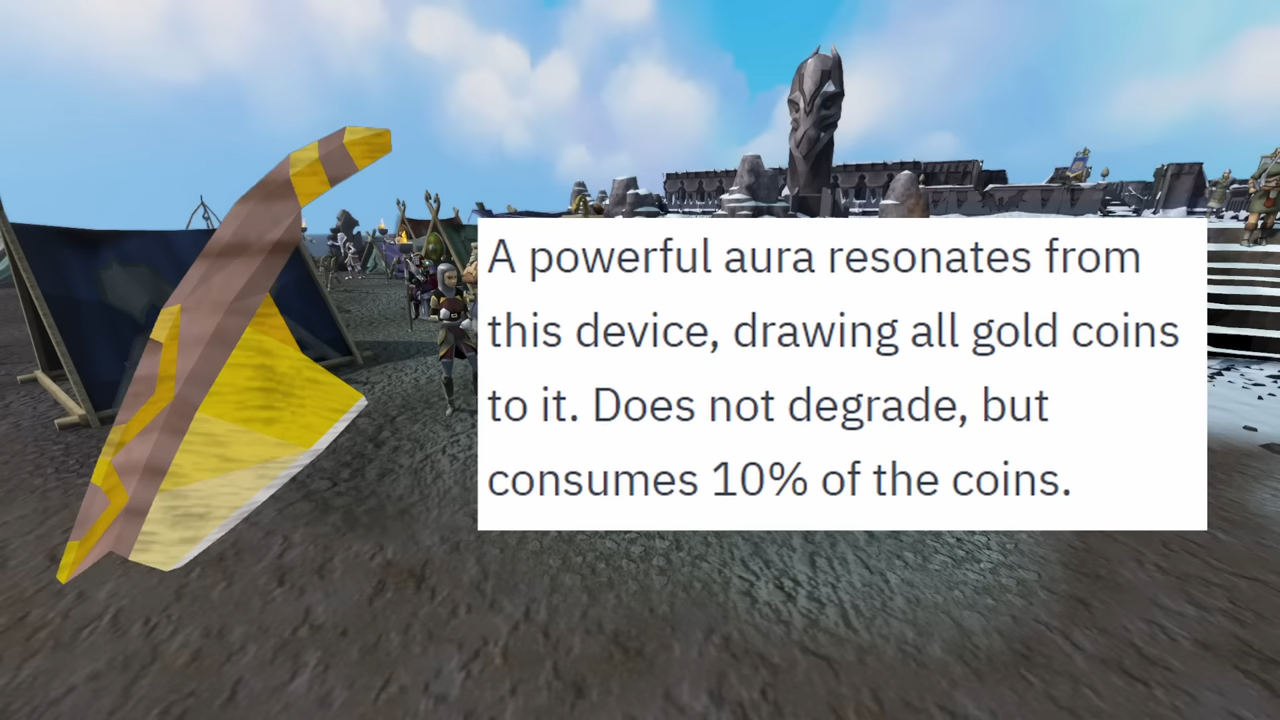 A powerful aura resonates from
this device, drawing all gold coins
to it. Does not degrade, but
consumes 10% of the coins.